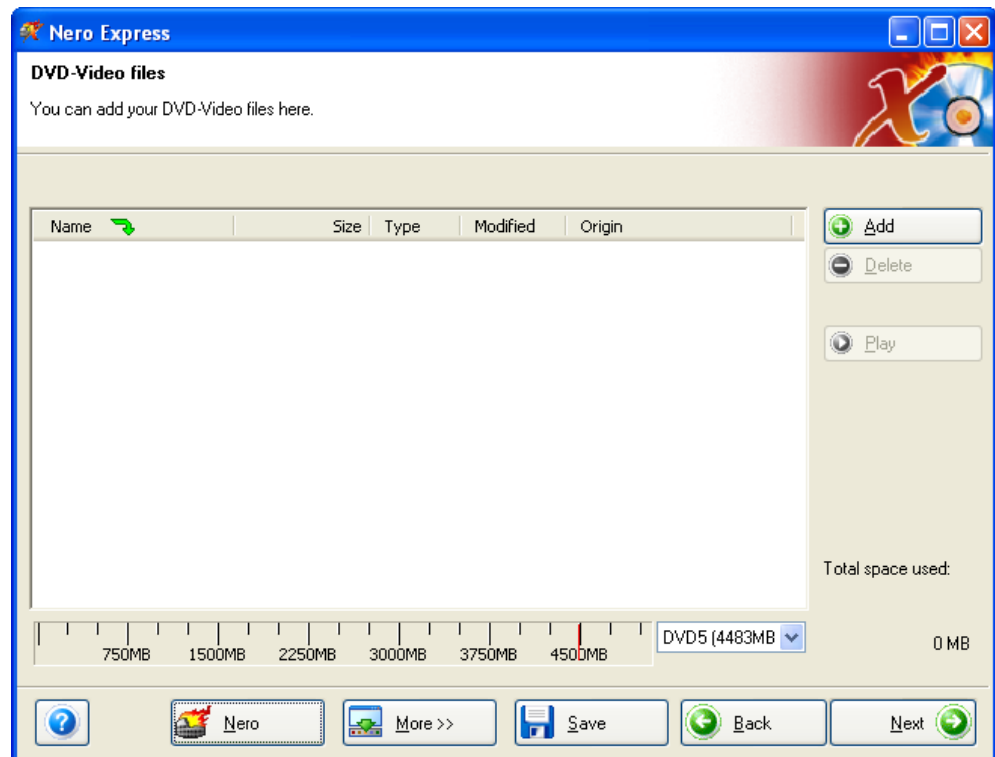 Nero Express
DVD-Video files
You can add your DVD-Video files here.
Name Size Type Modified Origin
Add
Delete
Play
Total space used:
750MB 1500MB 2250MB 3000MB 3750MB 4500MB
DVD5 (4483MB
0 MB
Nero More >> Save Back Next